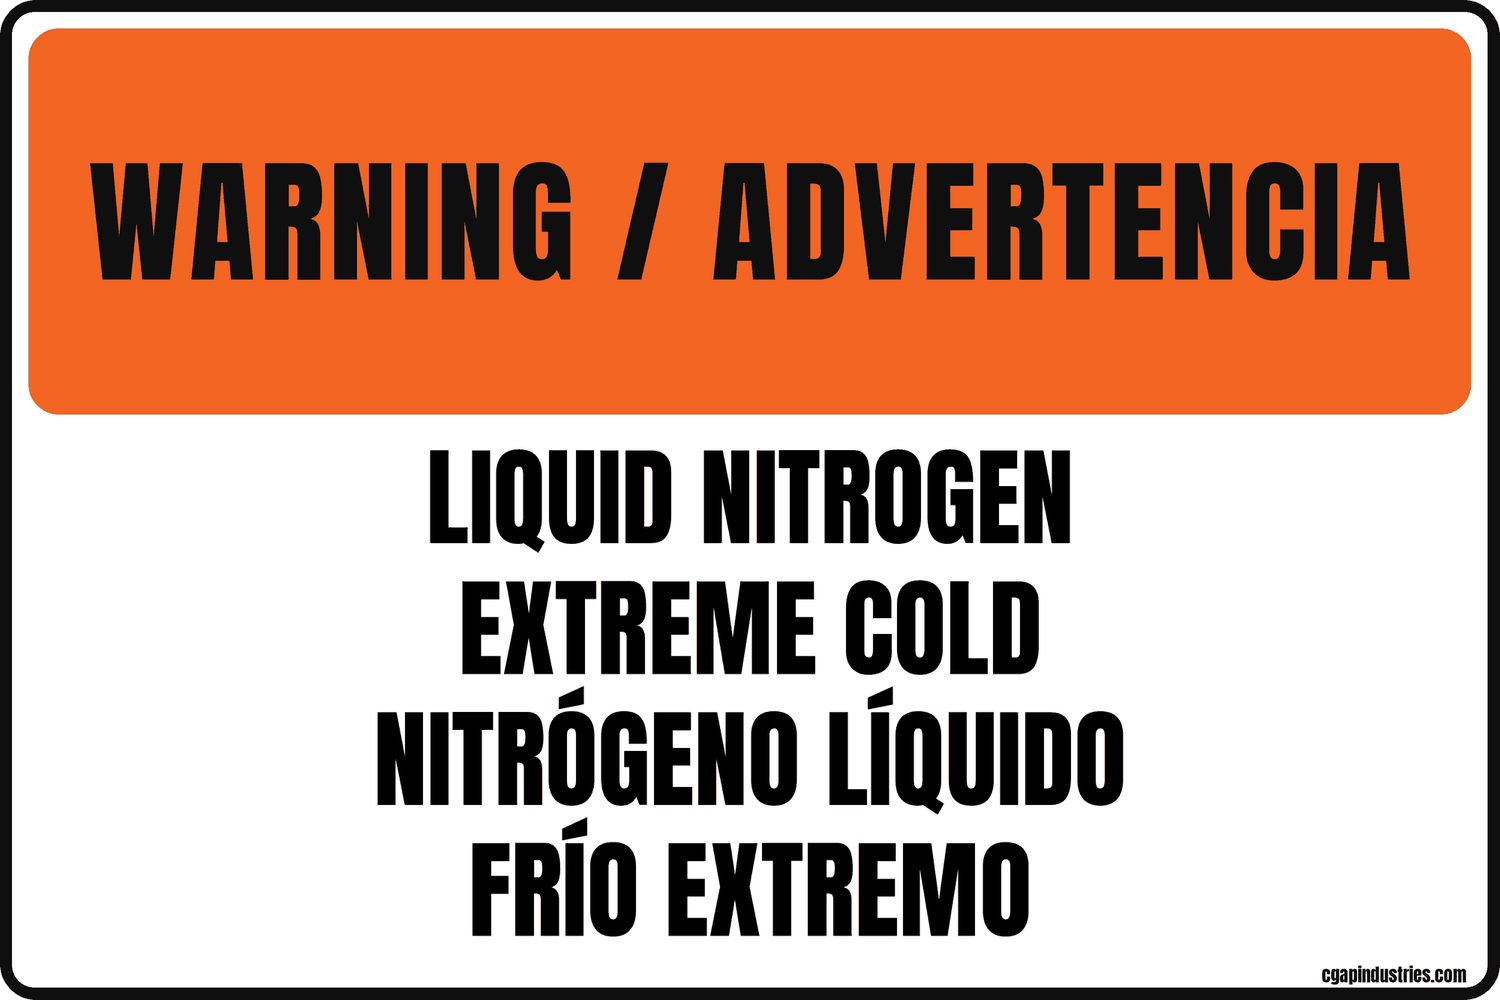 WARNING / ADVERTENCIA
LIQUID NITROGEN
EXTREME COLD
NITRÓGENO LÍQUIDO
FRÍO EXTREMO
cgapindustries.com